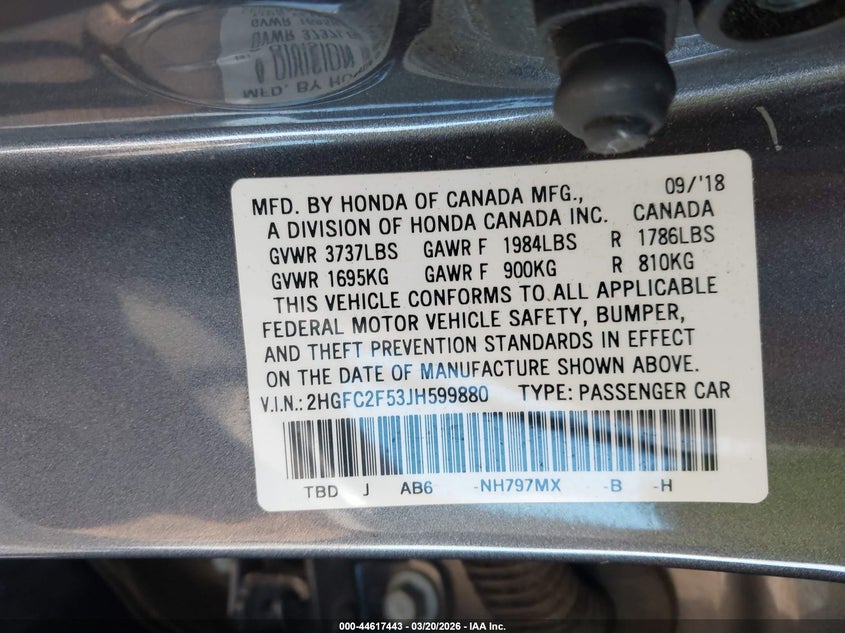 MFD. BY HONDA OF CANADA MFG., 09/'18
A DIVISION OF HONDA CANADA INC. CANADA
GVWR 3737LBS GAWR F 1984LBS R 1786LBS
GVWR 1695KG GAWR F 900KG R 810KG
THIS VEHICLE CONFORMS TO ALL APPLICABLE
FEDERAL MOTOR VEHICLE SAFETY, BUMPER,
AND THEFT PREVENTION STANDARDS IN EFFECT
ON THE DATE OF MANUFACTURE SHOWN ABOVE.
V.I.N.: 2HGFC2F53JH599880 TYPE: PASSENGER CAR
TBD J AB6 -NH797MX -B -H
000-44617443 - 03/20/2026 - IAA Inc.